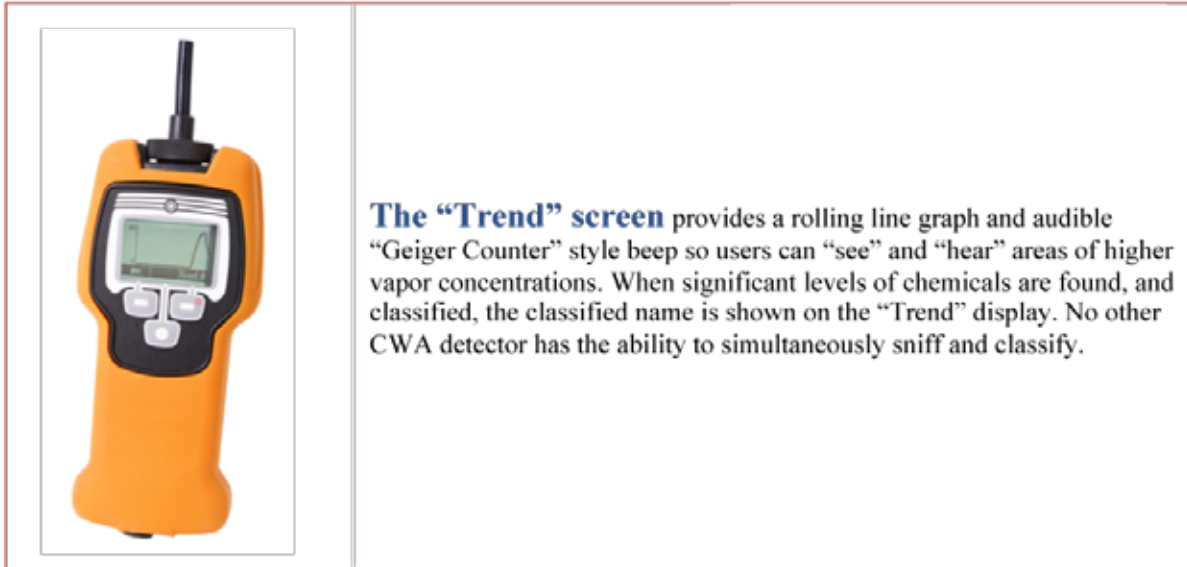 The “Trend” screen provides a rolling line graph and audible
“Geiger Counter” style beep so users can “see” and “hear” areas of higher
vapor concentrations. When significant levels of chemicals are found, and
classified, the classified name is shown on the “Trend” display. No other
CWA detector has the ability to simultaneously sniff and classify.